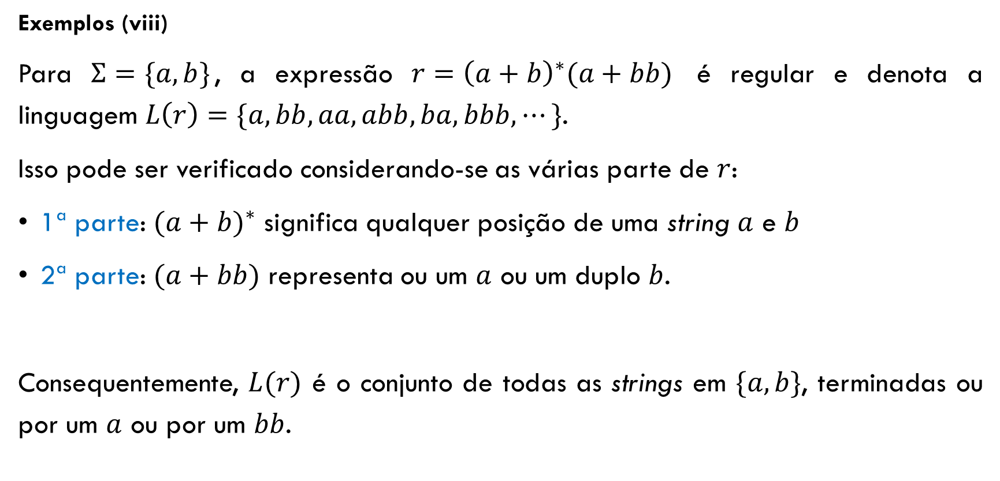 Exemplos (viii)
Para Σ = {a, b}, a expressão r = (a + b)*(a + bb) é regular e denota a
linguagem L(r) = {a, bb, aa, abb, ba, bbb, ⋯ }.
Isso pode ser verificado considerando-se as várias parte de r:
• 1ª parte: (a + b)* significa qualquer posição de uma string a e b
• 2ª parte: (a + bb) representa ou um a ou um duplo b.
Consequentemente, L(r) é o conjunto de todas as strings em {a, b}, terminadas ou
por um a ou por um bb.